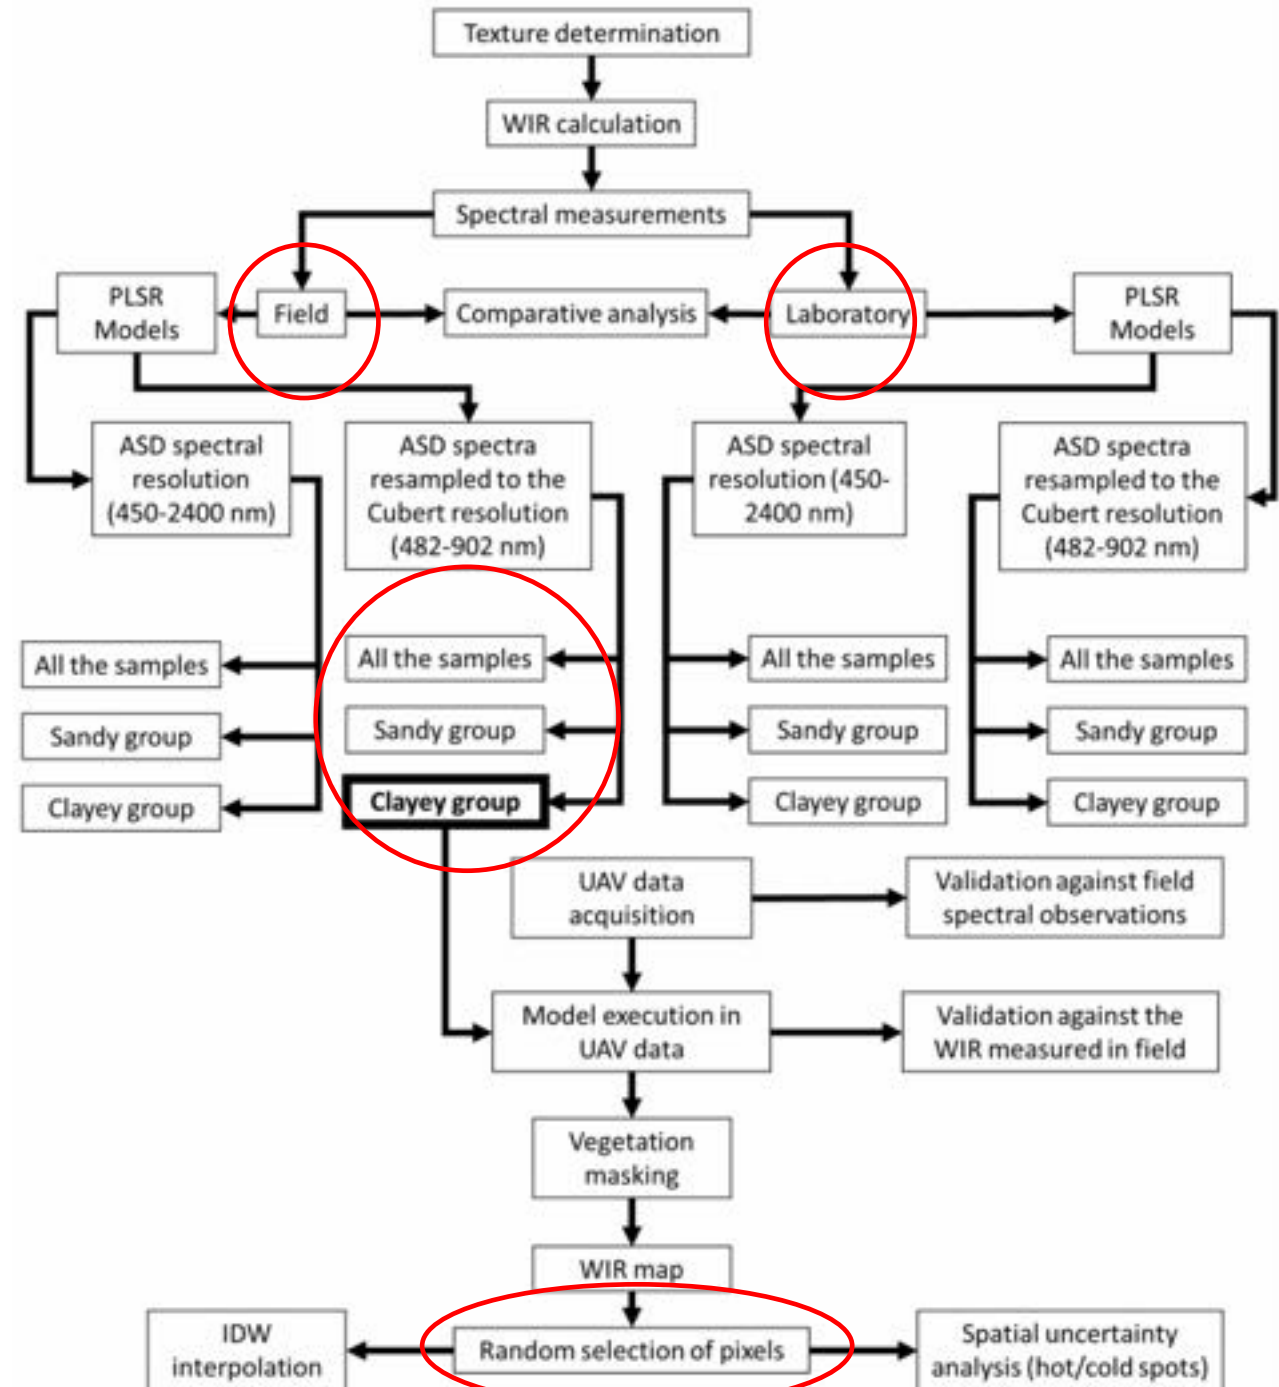 Texture determination
WIR calculation
Spectral measurements
PLSR
Models
Field
Comparative analysis
Laboratory
PLSR
Models
ASD spectral
resolution
(450-2400 nm)
ASD spectra
resampled to the
Cubert resolution
(482-902 nm)
ASD spectral
resolution (450-
2400 nm)
ASD spectra
resampled to the
Cubert resolution
(482-902 nm)
All the samples
Sandy group
Clayey group
All the samples
Sandy group
Clayey group
All the samples
Sandy group
Clayey group
All the samples
Sandy group
Clayey group
UAV data
acquisition
Validation against field
spectral observations
Model execution in
UAV data
Validation against the
WIR measured in field
Vegetation
masking
WIR map
IDW
interpolation
Random selection of pixels
Spatial uncertainty
analysis (hot/cold spots)